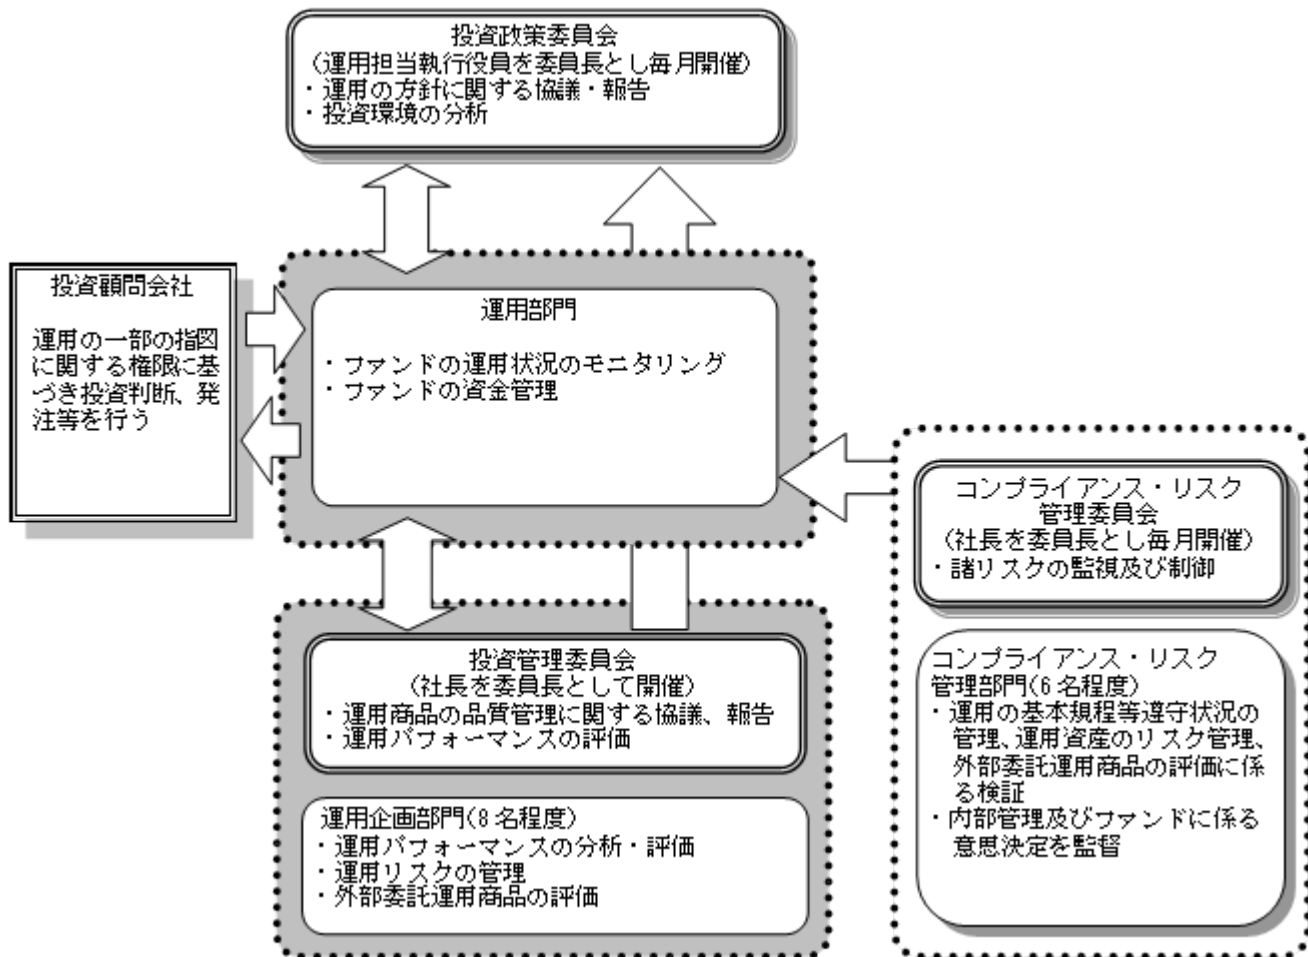 投資政策委員会
(運用担当執行役員を委員長とし毎月開催)
・運用の方針に関する協議・報告
・投資環境の分析
投資顧問会社
運用の一部の指図
に関する権限に基
づき投資判断、発
注等を行う
運用部門
・ファンドの運用状況のモニタリング
・ファンドの資金管理
コンプライアンス・リスク
管理委員会
(社長を委員長とし毎月開催)
・諸リスクの監視及び制御
投資管理委員会
(社長を委員長として開催)
・運用商品の品質管理に関する協議、報告
・運用パフォーマンスの評価
運用企画部門(8名程度)
・運用パフォーマンスの分析・評価
・運用リスクの管理
・外部委託運用商品の評価
コンプライアンス・リスク
管理部門(6名程度)
・運用の基本規程等遵守状況の
管理、運用資産のリスク管理、
外部委託運用商品の評価に係
る検証
・内部管理及びファンドに係る
意思決定を監督